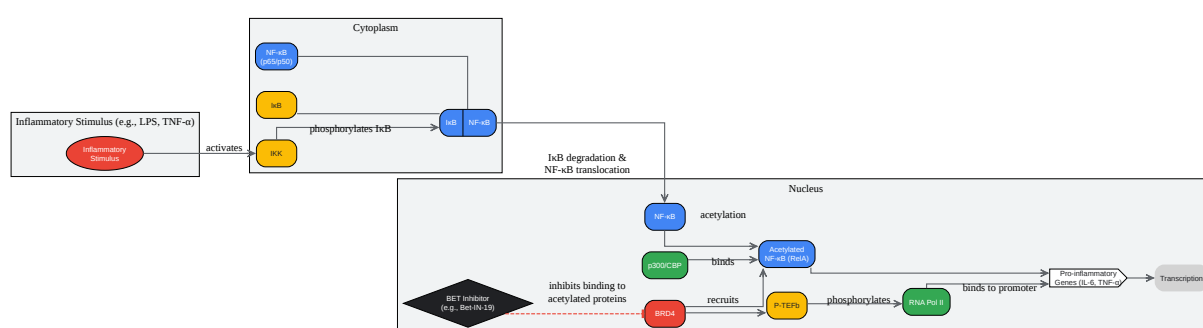 Cytoplasm
NF-κB
(p65/p50)
IκB
Inflammatory Stimulus (e.g., LPS, TNF-α)
IκB
NF-κB
phosphorylates IκB
Inflammatory
Stimulus
activates
IKK
IκB degradation &
NF-κB translocation
Nucleus
NF-κB
acetylation
Acetylated
NF-κB (RelA)
p300/CBP
binds
Pro-inflammatory
Genes (IL-6, TNF-α)
Transcription
inhibits binding to
acetylated proteins
binds to promoter
BET Inhibitor
(e.g., Bet-IN-19)
recruits
P-TEFb
phosphorylates
RNA Pol II
BRD4